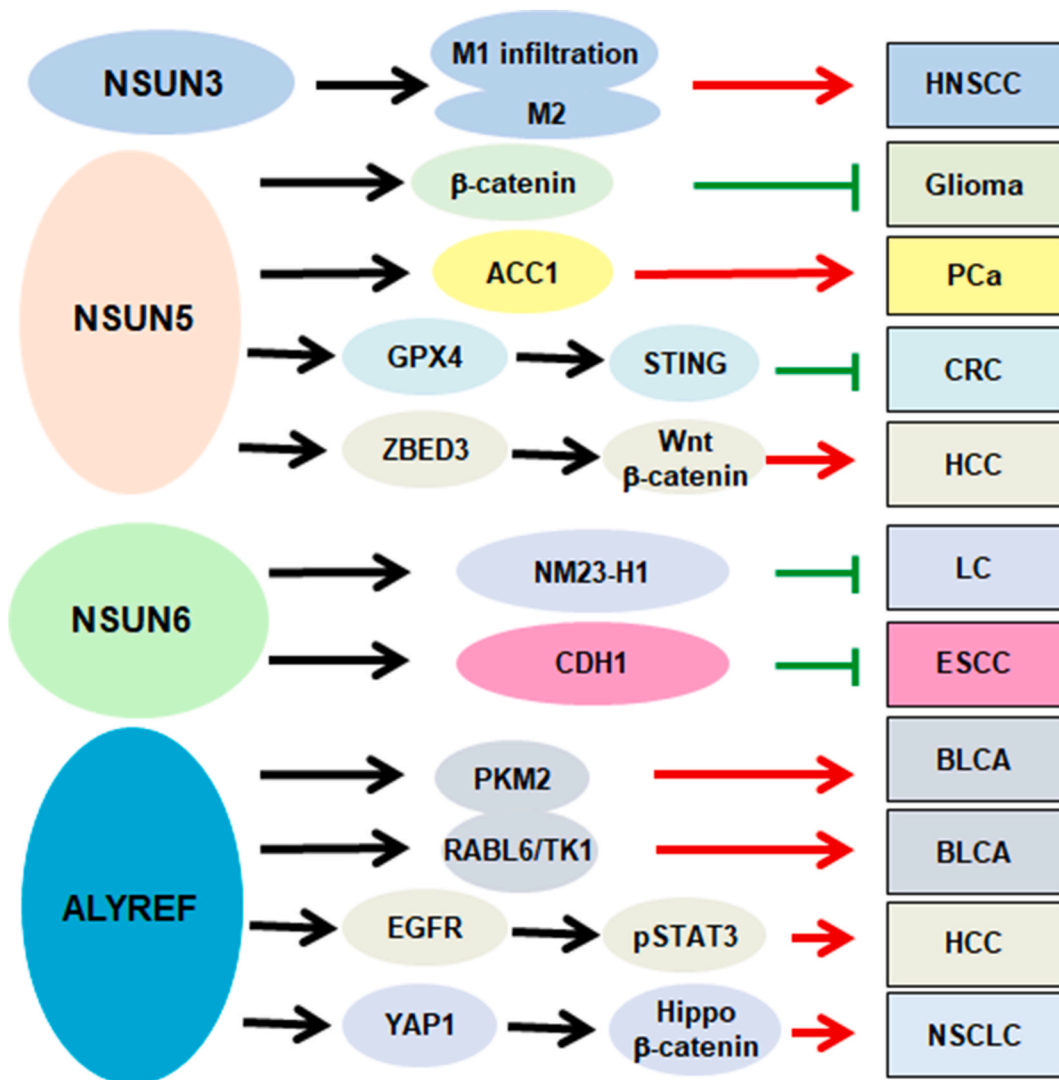 NSUN3
M1 infiltration
M2
HNSCC
NSUN5
β-catenin
Glioma
ACC1
PCa
GPX4
STING
CRC
ZBED3
Wnt
β-catenin
HCC
NSUN6
NM23-H1
LC
CDH1
ESCC
ALYREF
PKM2
BLCA
RABL6/TK1
BLCA
EGFR
pSTAT3
HCC
YAP1
Hippo
β-catenin
NSCLC